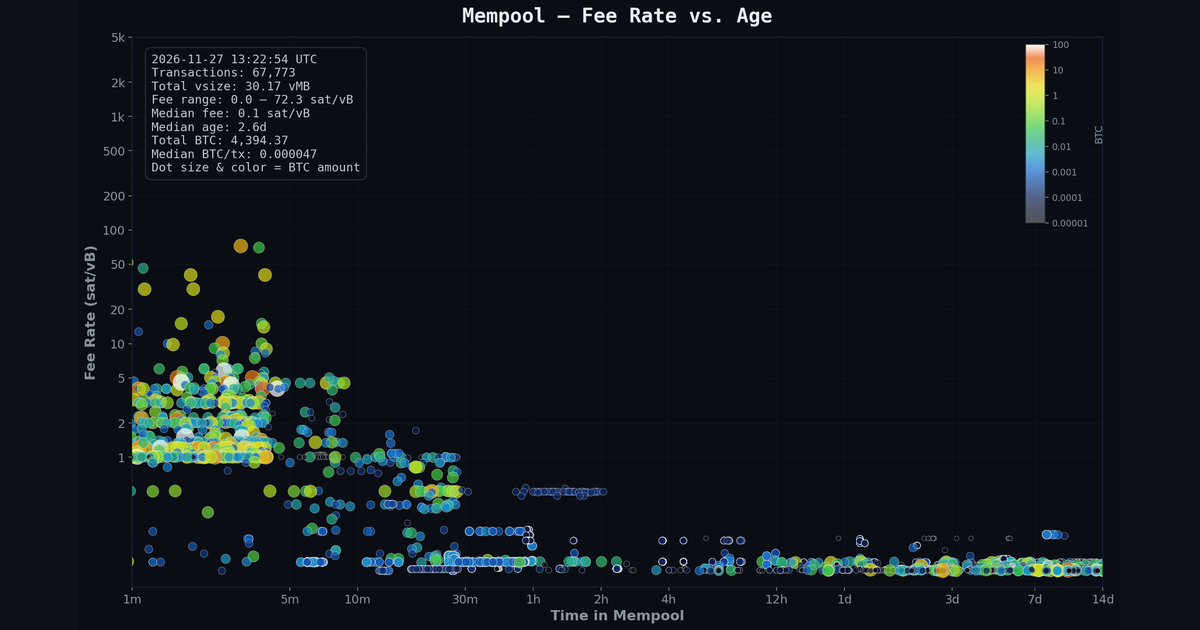 Mempool — Fee Rate vs. Age
2026-11-27 13:22:54 UTC
Transactions: 67,773
Total vsize: 30.17 vMB
Fee range: 0.0 — 72.3 sat/vB
Median fee: 0.1 sat/vB
Median age: 2.6d
Total BTC: 4,394.37
Median BTC/tx: 0.000047
Dot size & color = BTC amount
100
10
1
0.1
0.01
0.001
0.0001
0.00001
BTC
Fee Rate (sat/vB)
5k
2k
1k
500
200
100
50
20
10
5
2
1
1m
5m
10m
30m
1h
2h
4h
12h
1d
3d
7d
14d
Time in Mempool